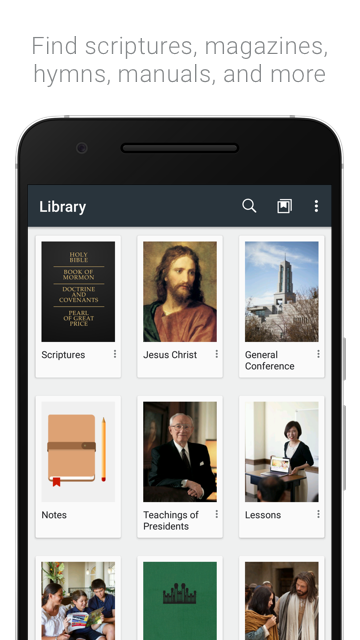 Find scriptures, magazines,
hymns, manuals, and more
Library
HOLY
BIBLE
BOOK OF
MORMON
DOCTRINE
AND
COVENANTS
PEARL
OF GREAT
PRICE
Scriptures
Jesus Christ
General
Conference
Notes
Teachings of
Presidents
Lessons